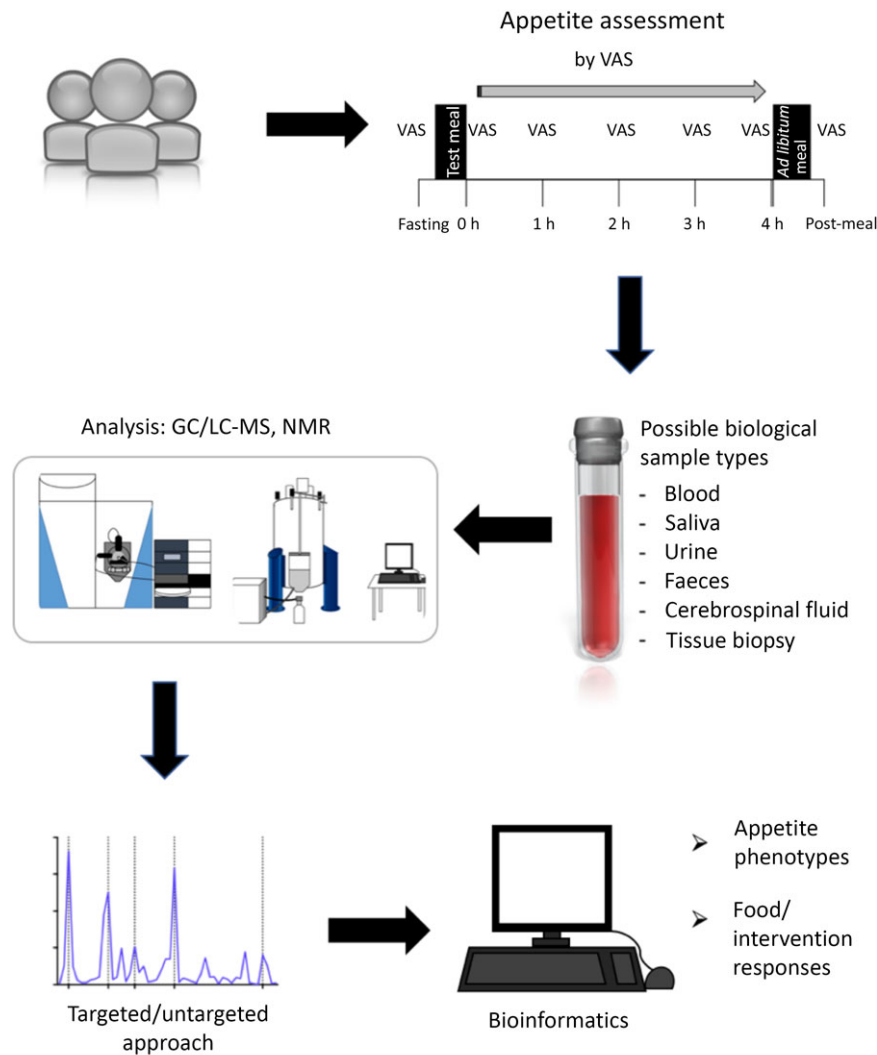 Appetite assessment
by VAS
VAS VAS VAS VAS VAS VAS VAS
Test meal
Ad libitum
meal
Fasting 0 h 1 h 2 h 3 h 4 h Post-meal
Analysis: GC/LC-MS, NMR
Possible biological
sample types
- Blood
- Saliva
- Urine
- Faeces
- Cerebrospinal fluid
- Tissue biopsy
Targeted/untargeted
approach
Bioinformatics
➢ Appetite
phenotypes
➢ Food/
intervention
responses